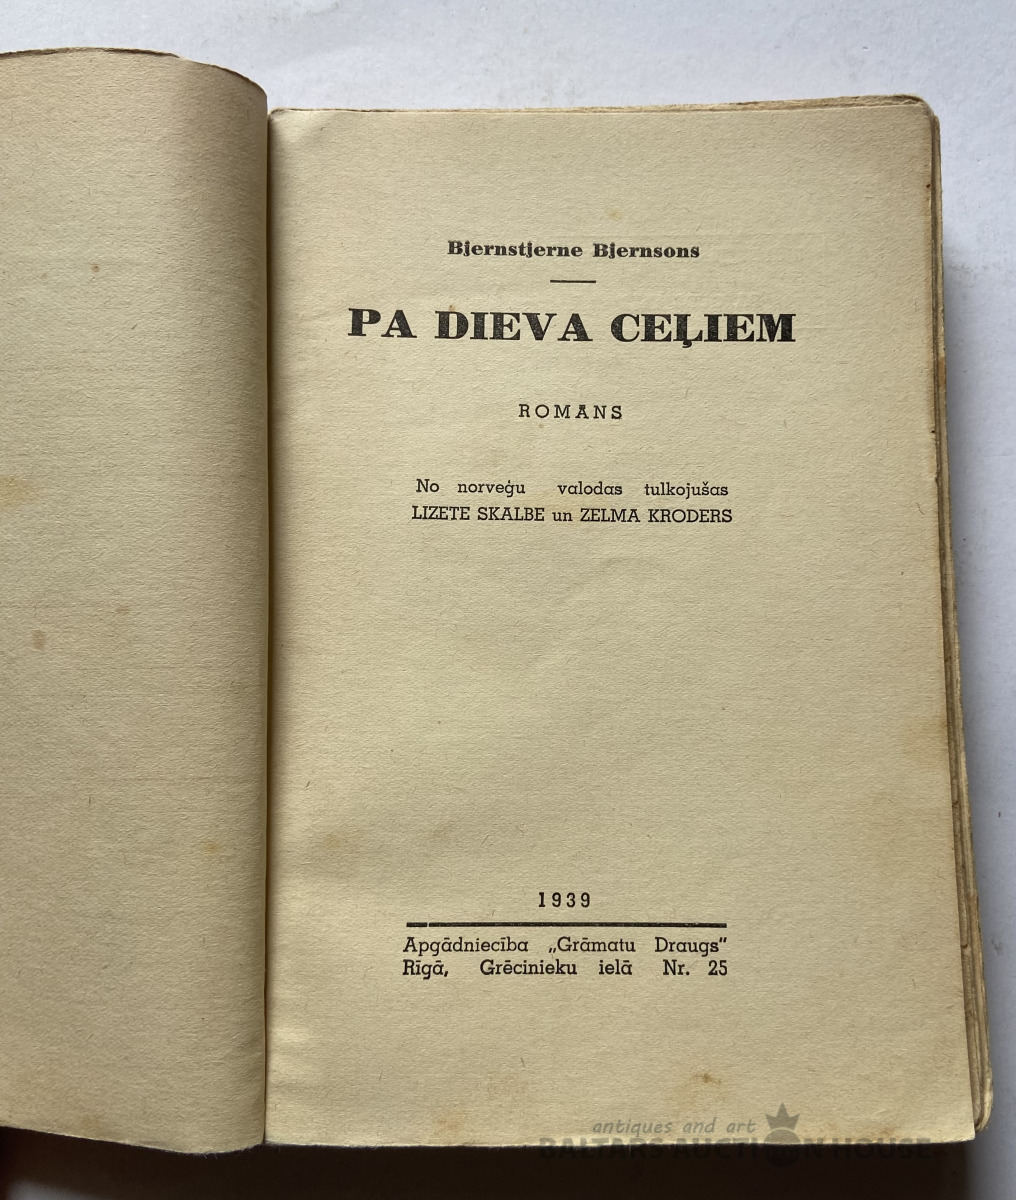 Bjernstjerne Bjernsons
PA DIEVA CEĻIEM
ROMĀNS
No norveģu valodas tulkojušas
LIZETE SKALBE un ZELMA KRODERS
1939
Apgādniecība „Grāmatu Draugs"
Rīgā, Grēcinieku ielā Nr. 25
antiques and art
BALTARS AUCTION HOUSE